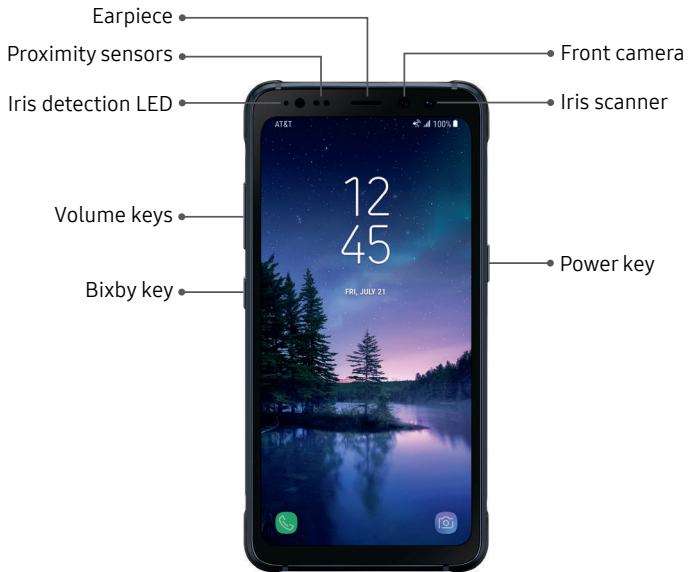 Earpiece
Proximity sensors
Front camera
Iris detection LED
Iris scanner
AT&T
100%
12
45
Volume keys
Power key
Bixby key
FRI, JULY 21